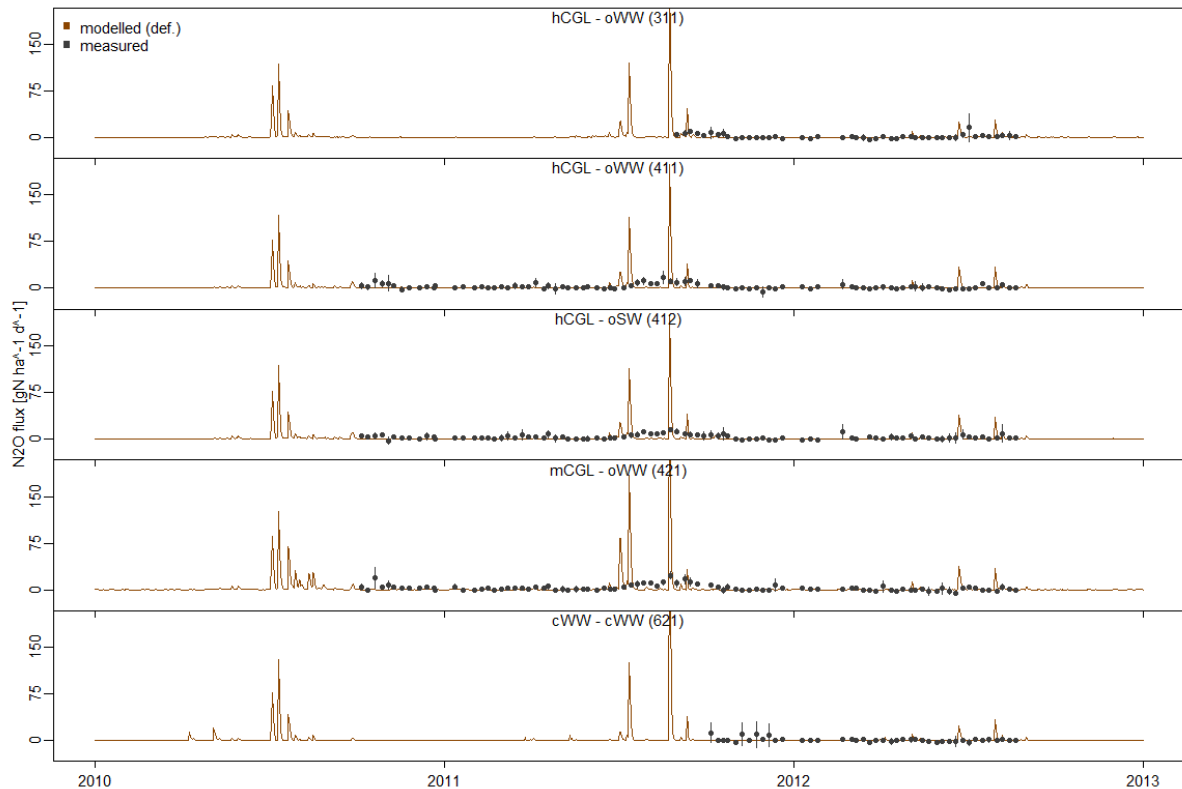 hCGL - oWW (311)
modelled (def.)
measured
150
75
0
hCGL - oWW (411)
150
75
0
hCGL - oSW (412)
150
75
0
N2O flux [gN ha^-1 d^-1]
mCGL - oWW (421)
150
75
0
cWW - cWW (621)
150
75
0
2010 2011 2012 2013